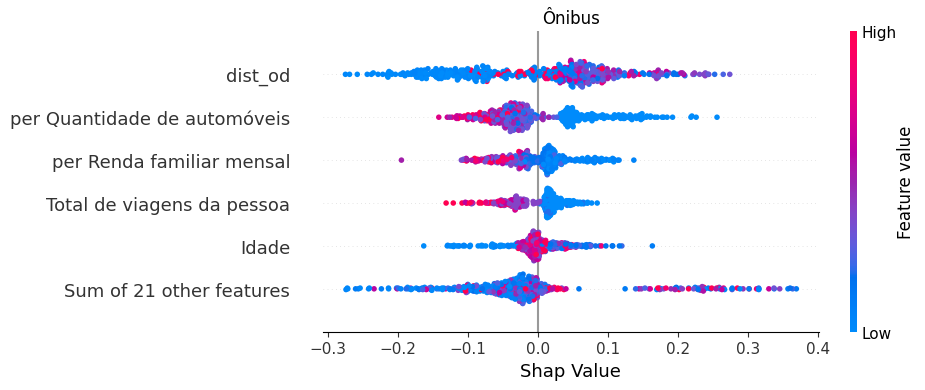 Ônibus
High
dist_od
per Quantidade de automóveis
per Renda familiar mensal
Total de viagens da pessoa
Idade
Sum of 21 other features
Feature value
Low
−0.3 −0.2 −0.1 0.0 0.1 0.2 0.3 0.4
Shap Value